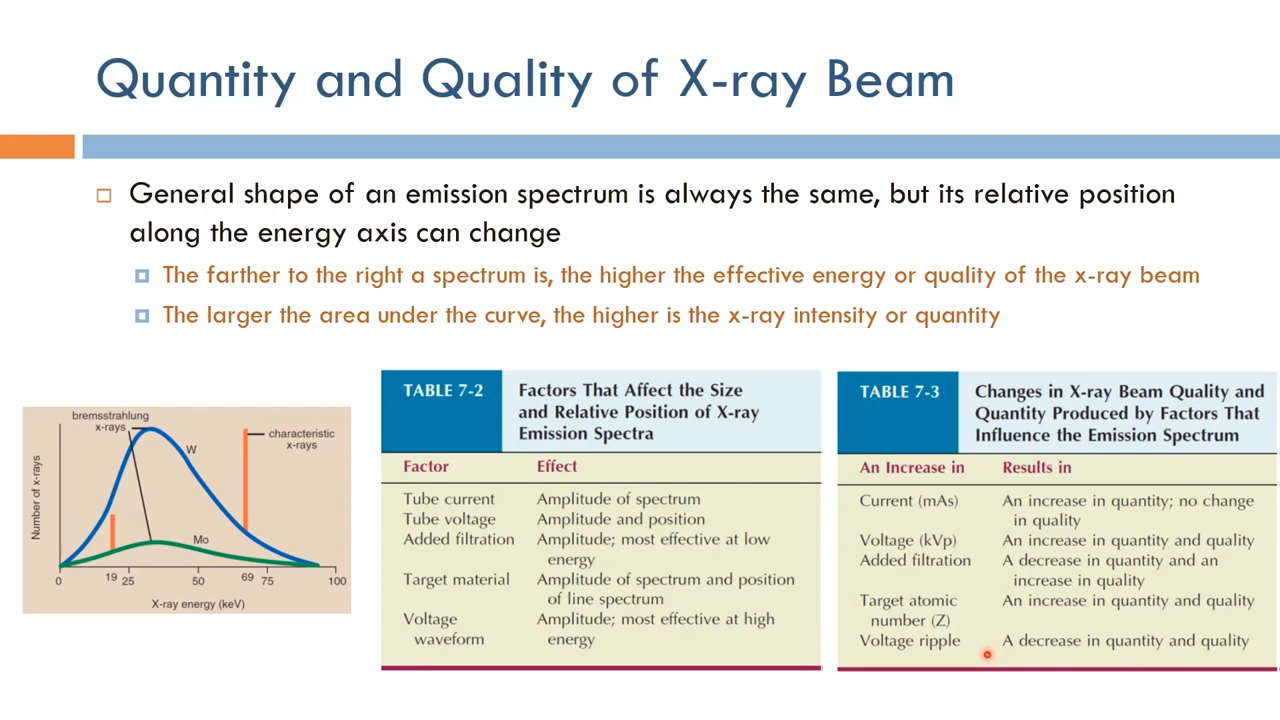 Quantity and Quality of X-ray Beam
General shape of an emission spectrum is always the same, but its relative position
along the energy axis can change
The farther to the right a spectrum is, the higher the effective energy or quality of the x-ray beam
The larger the area under the curve, the higher is the x-ray intensity or quantity
bremsstrahlung
x-rays
W
characteristic
x-rays
Mo
Number of x-rays
0 19 25 50 69 75 100
X-ray energy (keV)
TABLE 7-2 Factors That Affect the Size
and Relative Position of X-ray
Emission Spectra
Factor Effect
Tube current Amplitude of spectrum
Tube voltage Amplitude and position
Added filtration Amplitude; most effective at low
energy
Target material Amplitude of spectrum and position
of line spectrum
Voltage Amplitude; most effective at high
waveform energy
TABLE 7-3 Changes in X-ray Beam Quality and
Quantity Produced by Factors That
Influence the Emission Spectrum
An Increase in Results in
Current (mAs) An increase in quantity; no change
in quality
Voltage (kVp) An increase in quantity and quality
Added filtration A decrease in quantity and an
increase in quality
Target atomic An increase in quantity and quality
number (Z)
Voltage ripple A decrease in quantity and quality